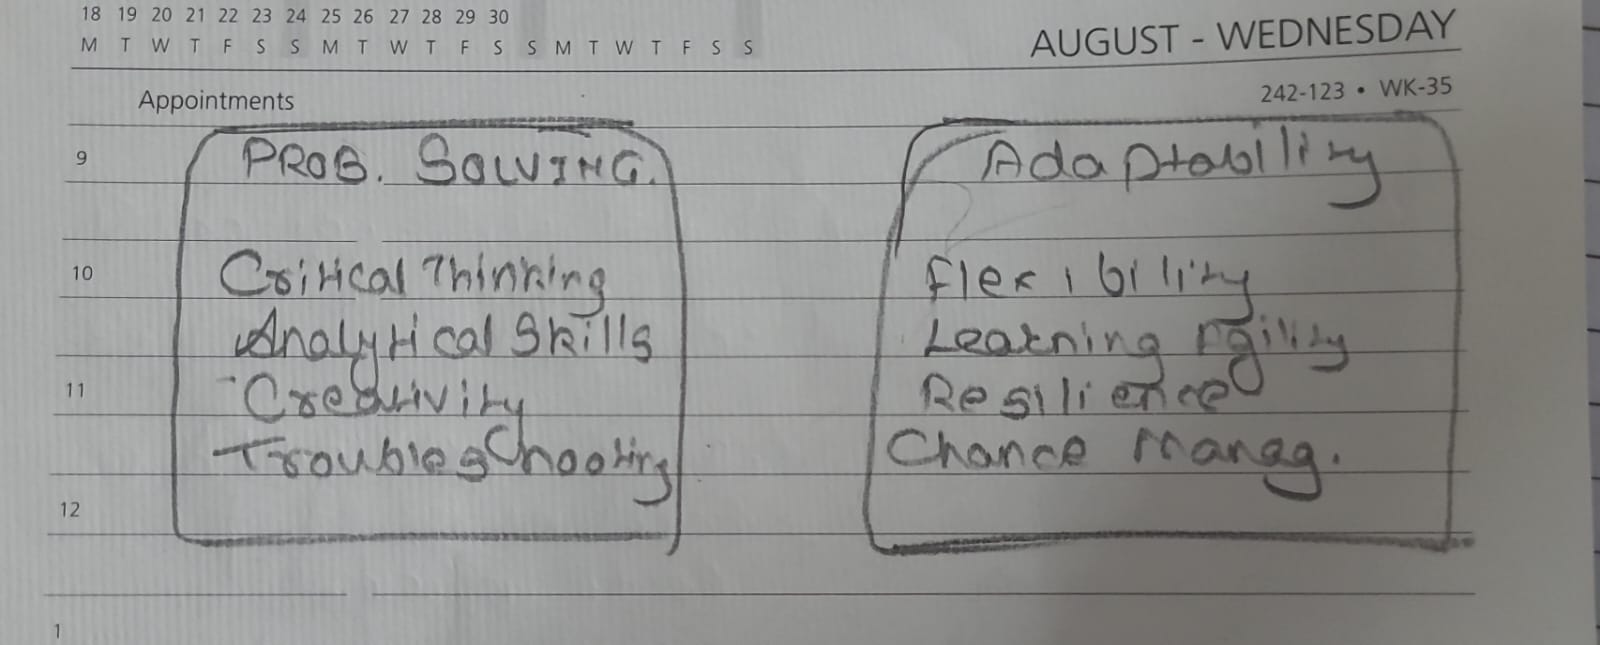 18 19 20 21 22 23 24 25 26 27 28 29 30
M T W T F S S M T W T F S S M T W T F S S
AUGUST - WEDNESDAY
242-123 • WK-35
Appointments
9
PROB. SOLVING.
10
Critical Thinking
Analytical Skills
11
Creativity
TroubleShooting
12
1
Adaptability
Flexibility
Learning Agility
Resilience
Chance Manag.